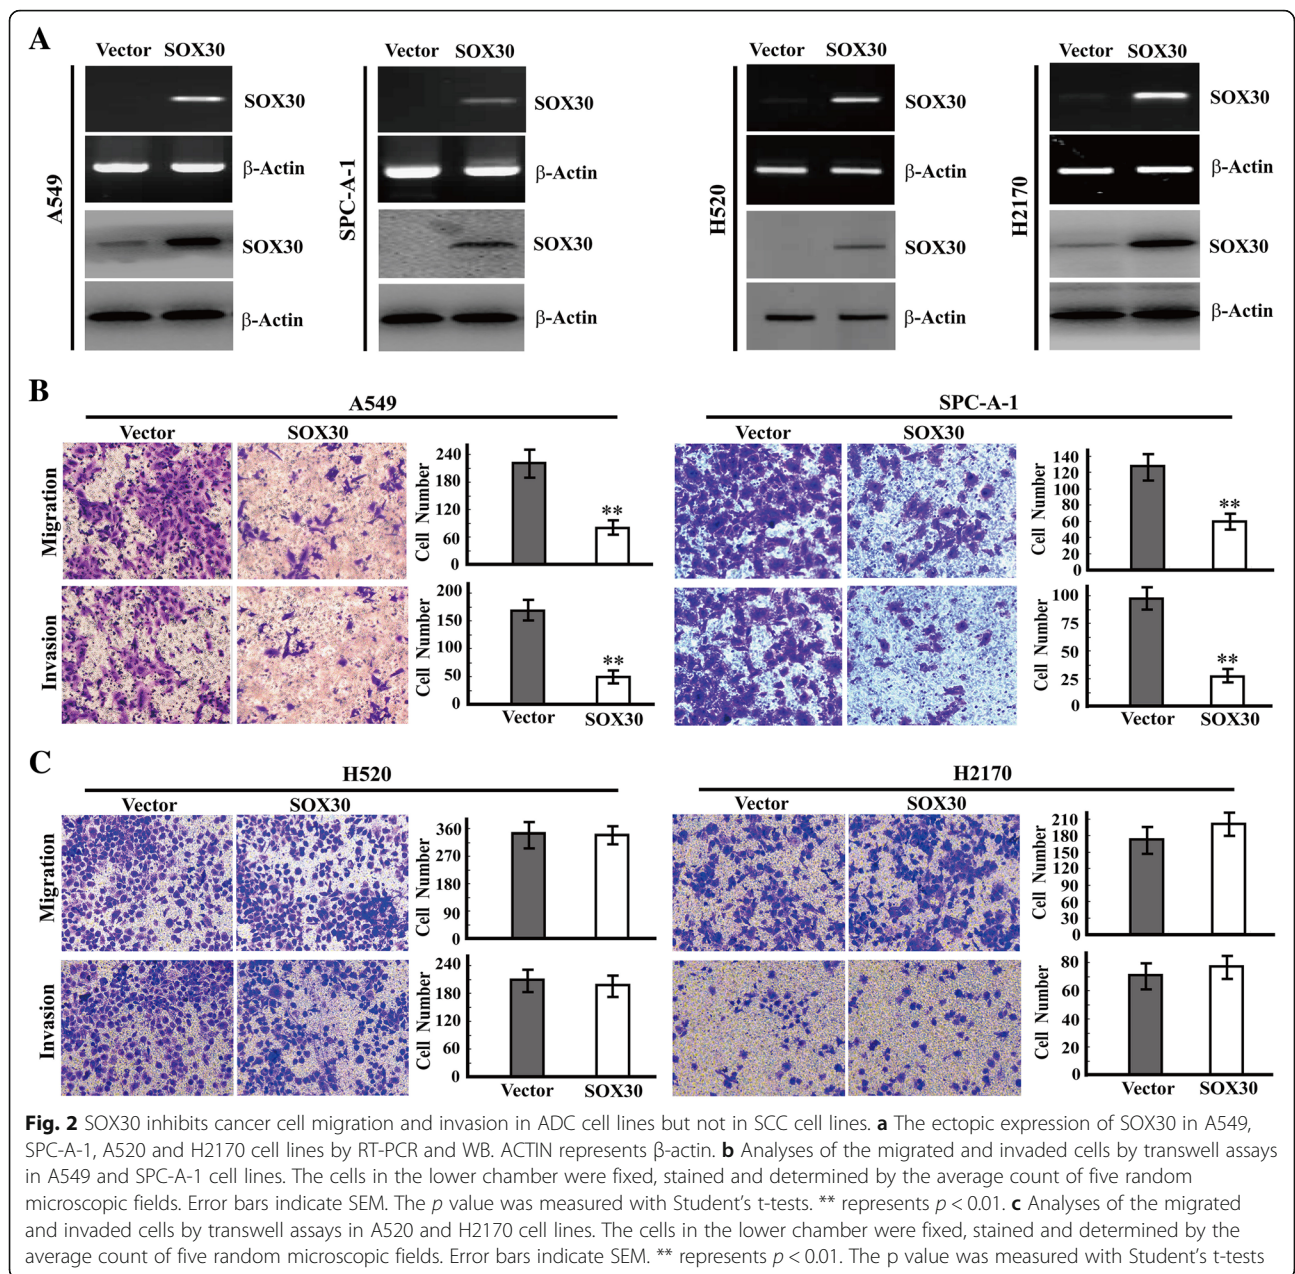 A
Vector SOX30
Vector SOX30
Vector SOX30
Vector SOX30
A549
SOX30
β-Actin
SOX30
β-Actin
SPC-A-1
SOX30
β-Actin
SOX30
β-Actin
H520
SOX30
β-Actin
SOX30
β-Actin
H2170
SOX30
β-Actin
SOX30
β-Actin
B
A549
Vector SOX30
Migration
Cell Number
240
180
120
60
0
**
Invasion
Cell Number
200
150
100
50
0
**
Vector SOX30
SPC-A-1
Vector SOX30
Cell Number
140
120
100
80
60
40
20
0
**
Cell Number
100
75
50
25
0
**
Vector SOX30
C
H520
Vector SOX30
Migration
Cell Number
360
270
180
90
0
Invasion
Cell Number
240
180
120
60
0
Vector SOX30
H2170
Vector SOX30
Cell Number
210
180
150
120
90
60
30
0
Cell Number
80
60
40
20
0
Vector SOX30
Fig. 2 SOX30 inhibits cancer cell migration and invasion in ADC cell lines but not in SCC cell lines. a The ectopic expression of SOX30 in A549,
SPC-A-1, A520 and H2170 cell lines by RT-PCR and WB. ACTIN represents β-actin. b Analyses of the migrated and invaded cells by transwell assays
in A549 and SPC-A-1 cell lines. The cells in the lower chamber were fixed, stained and determined by the average count of five random
microscopic fields. Error bars indicate SEM. The p value was measured with Student's t-tests. ** represents p < 0.01. c Analyses of the migrated
and invaded cells by transwell assays in A520 and H2170 cell lines. The cells in the lower chamber were fixed, stained and determined by the
average count of five random microscopic fields. Error bars indicate SEM. ** represents p < 0.01. The p value was measured with Student's t-tests